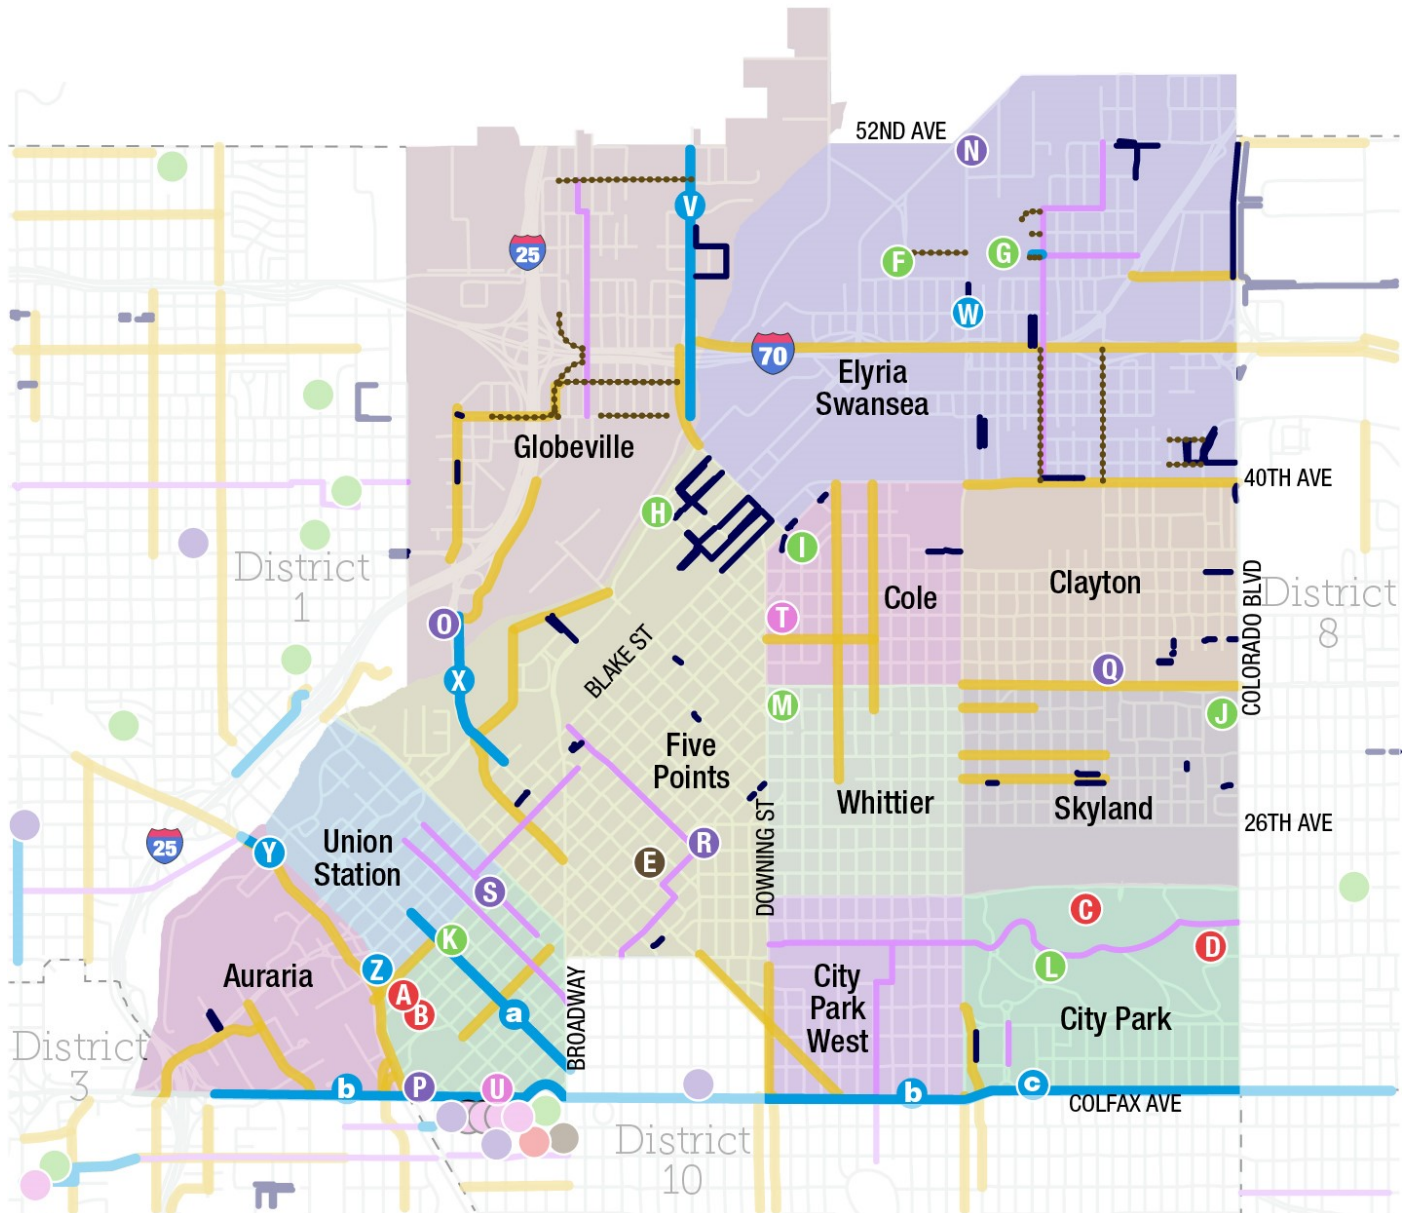 52ND AVE
N
V
25
F
G
W
70
Elyria
Swansea
Globeville
40TH AVE
H
I
District
1
Cole
Clayton
COLORADO BLVD
District
8
O
T
BLAKE ST
X
Q
M
J
Five
Points
Whittier
Skyland
26TH AVE
25
Y
Union
Station
R
E
DOWNING ST
S
C
K
D
L
Z
A
B
Auraria
City
Park
West
a
BROADWAY
City Park
District
3
b
P
U
b
c
COLFAX AVE
District
10